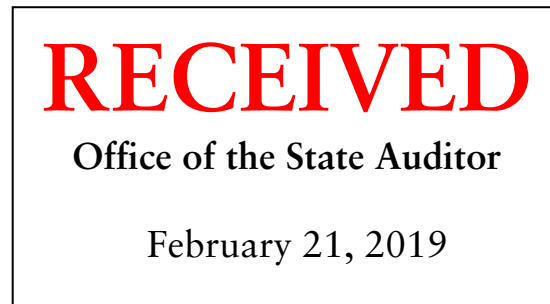 RECEIVED
Office of the State Auditor
February 21, 2019